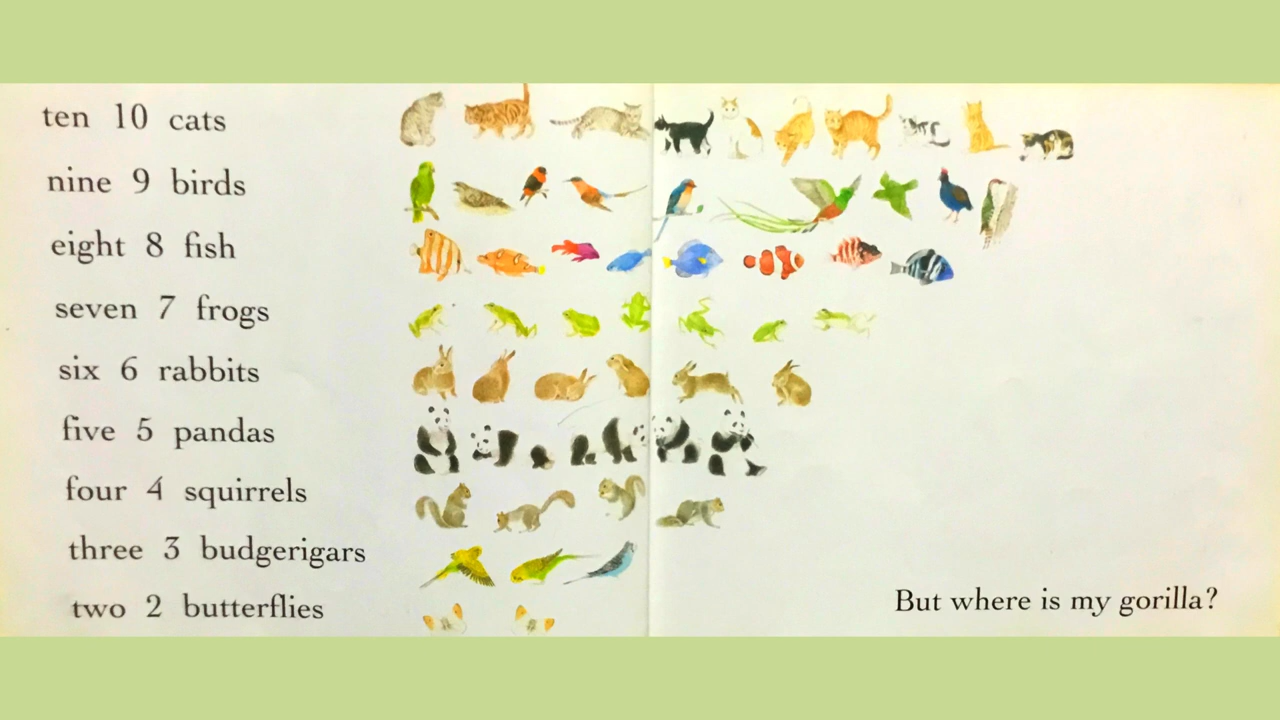 ten 10 cats
nine 9 birds
eight 8 fish
seven 7 frogs
six 6 rabbits
five 5 pandas
four 4 squirrels
three 3 budgerigars
two 2 butterflies
But where is my gorilla?